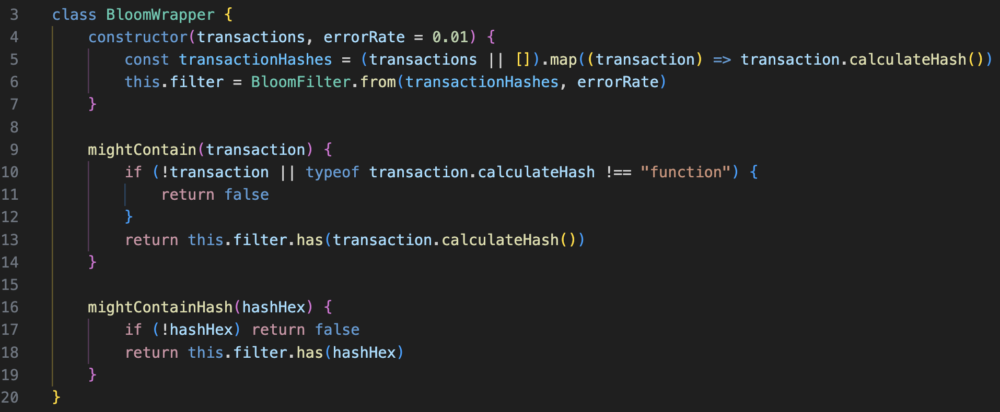 3 class BloomWrapper {
4     constructor(transactions, errorRate = 0.01) {
5         const transactionHashes = (transactions || []).map((transaction) => transaction.calculateHash())
6         this.filter = BloomFilter.from(transactionHashes, errorRate)
7     }
8
9     mightContain(transaction) {
10         if (!transaction || typeof transaction.calculateHash !== "function") {
11             return false
12         }
13         return this.filter.has(transaction.calculateHash())
14     }
15
16     mightContainHash(hashHex) {
17         if (!hashHex) return false
18         return this.filter.has(hashHex)
19     }
20 }